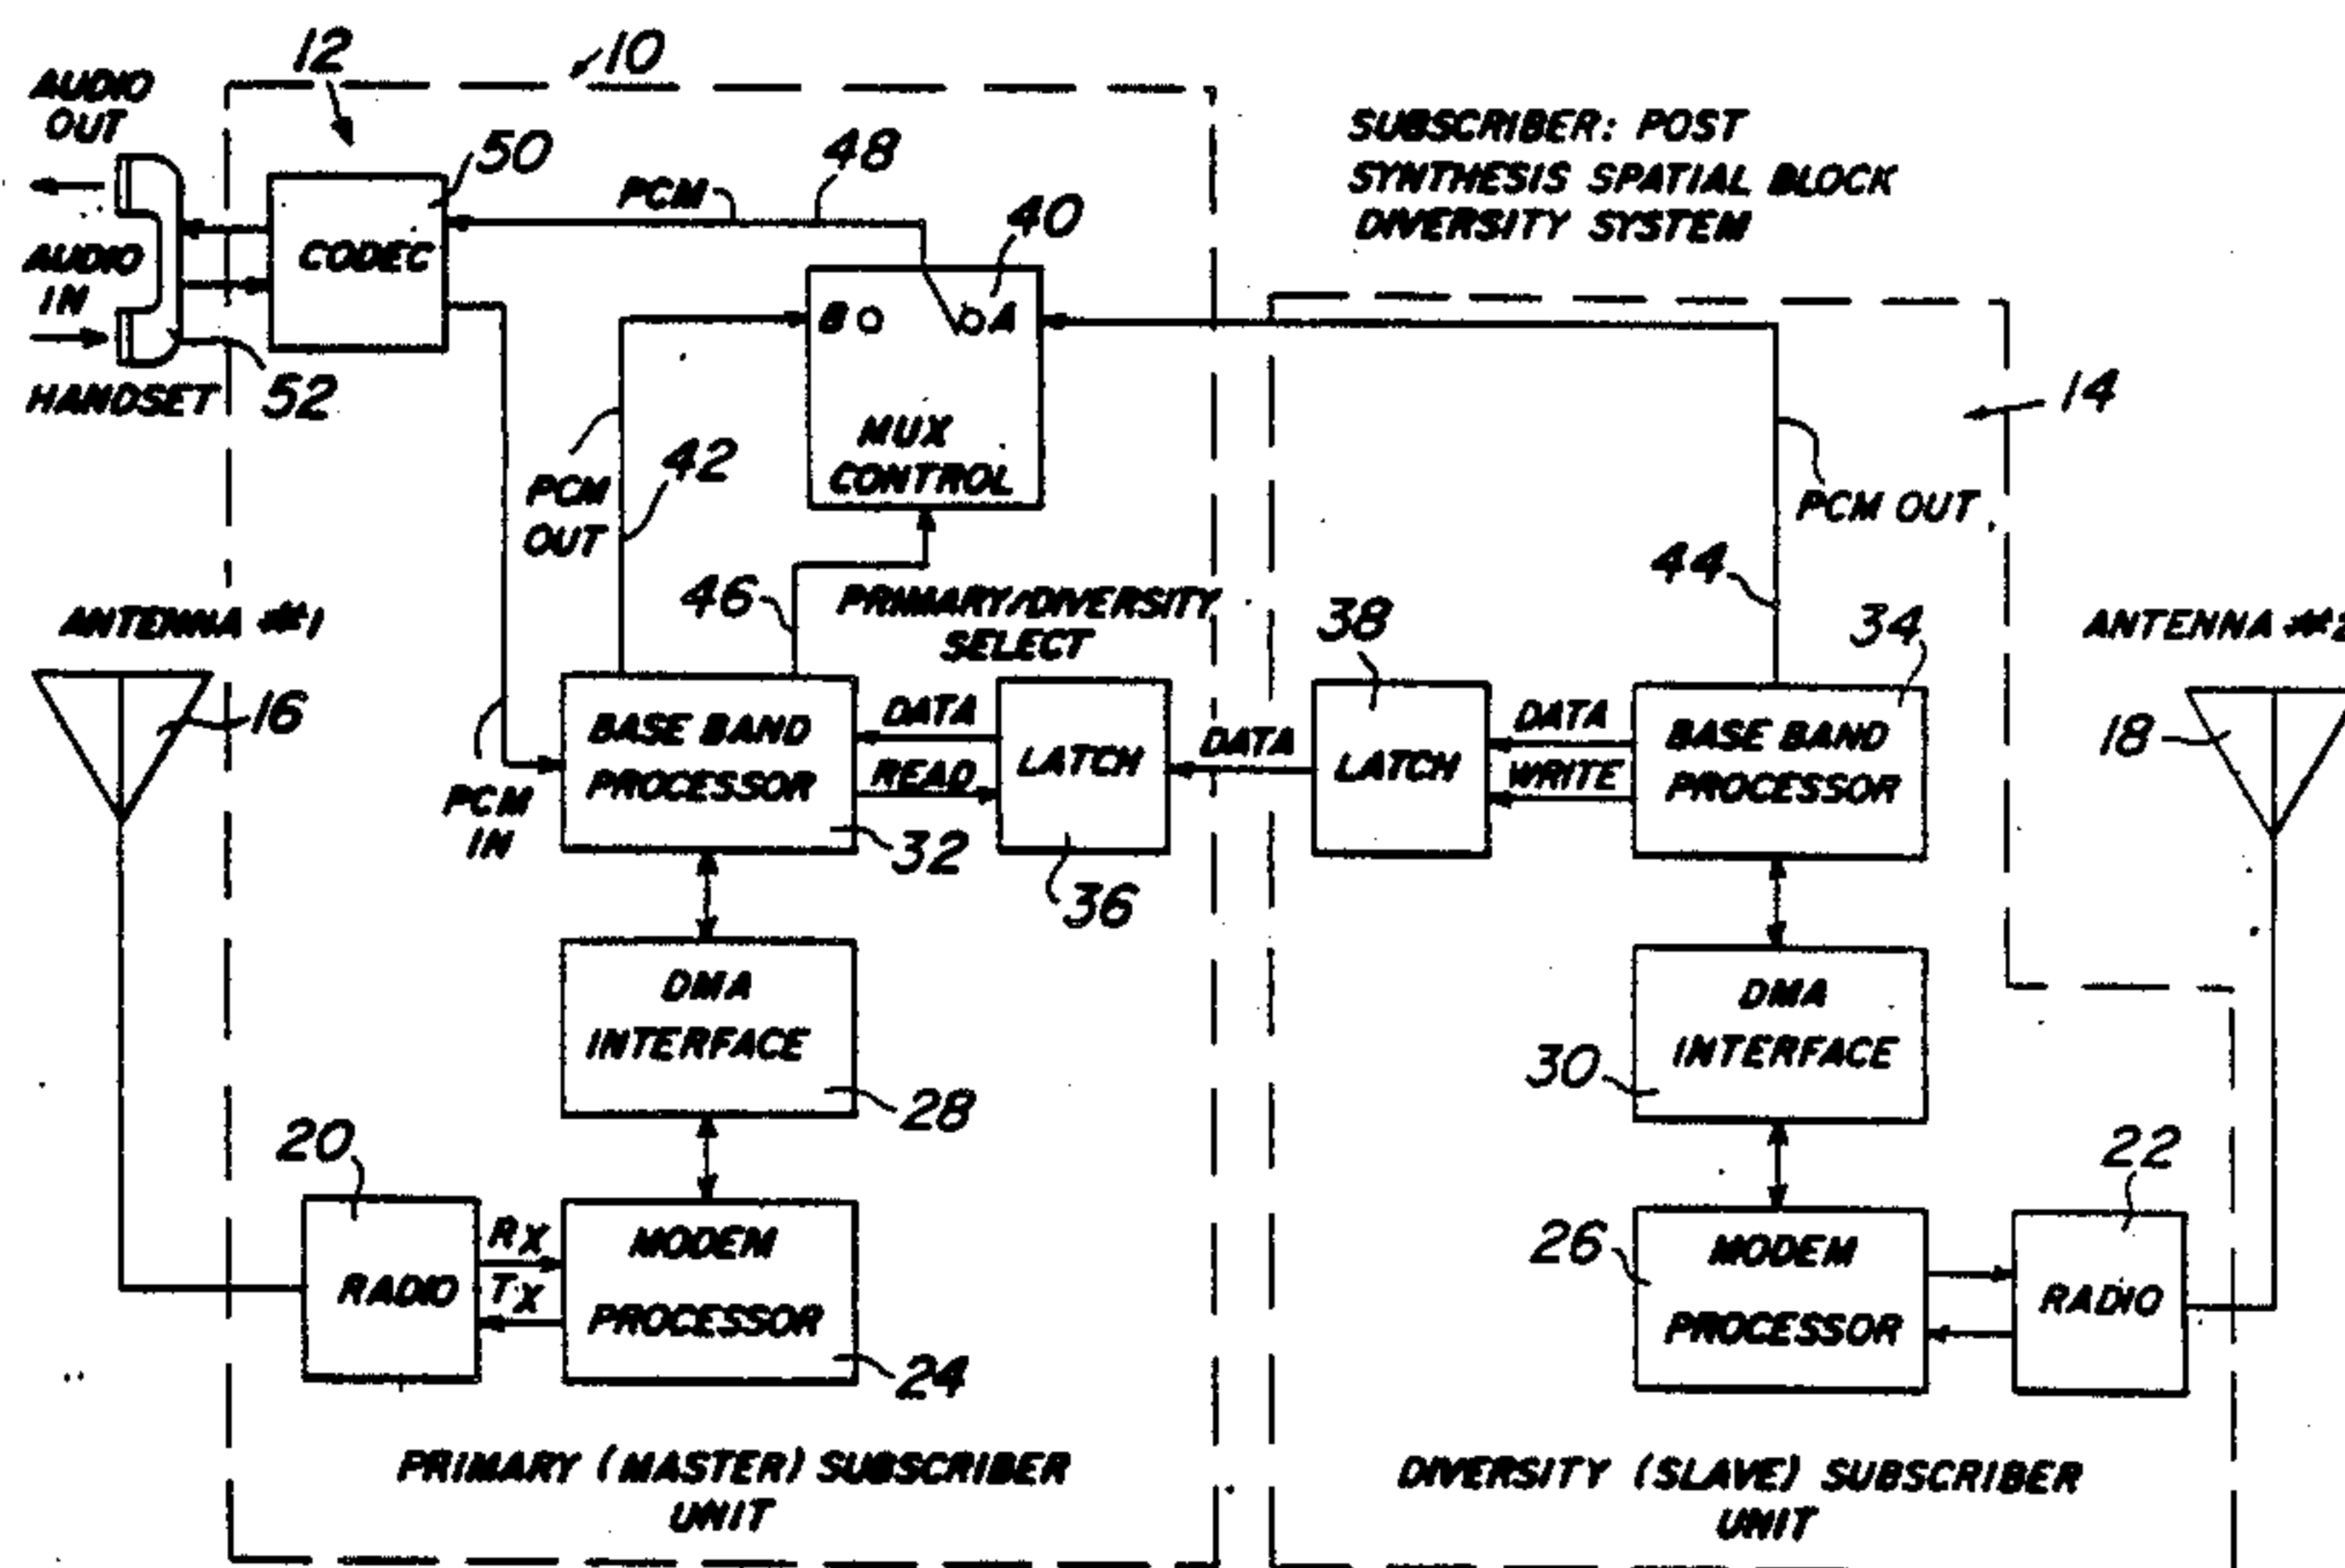 12
10
AUDIO
OUT
50
48
PCM
40
SUBSCRIBER: POST
SYNTHESIS SPATIAL BLOCK
DIVERSITY SYSTEM
CODEC
AUDIO
IN
B
A
HANDSET
52
14
MUX
CONTROL
42
PCM
OUT
PCM OUT
44
46
PRIMARY/DIVERSITY
SELECT
38
34
ANTENNA #1
ANTENNA #2
16
18
BASE BAND
PROCESSOR
DATA
READ
LATCH
DATA
LATCH
DATA
WRITE
BASE BAND
PROCESSOR
PCM
IN
32
36
DMA
INTERFACE
28
DMA
INTERFACE
30
20
22
RADIO
RX
TX
MODEM
PROCESSOR
24
26
MODEM
PROCESSOR
RADIO
PRIMARY (MASTER) SUBSCRIBER
UNIT
DIVERSITY (SLAVE) SUBSCRIBER
UNIT